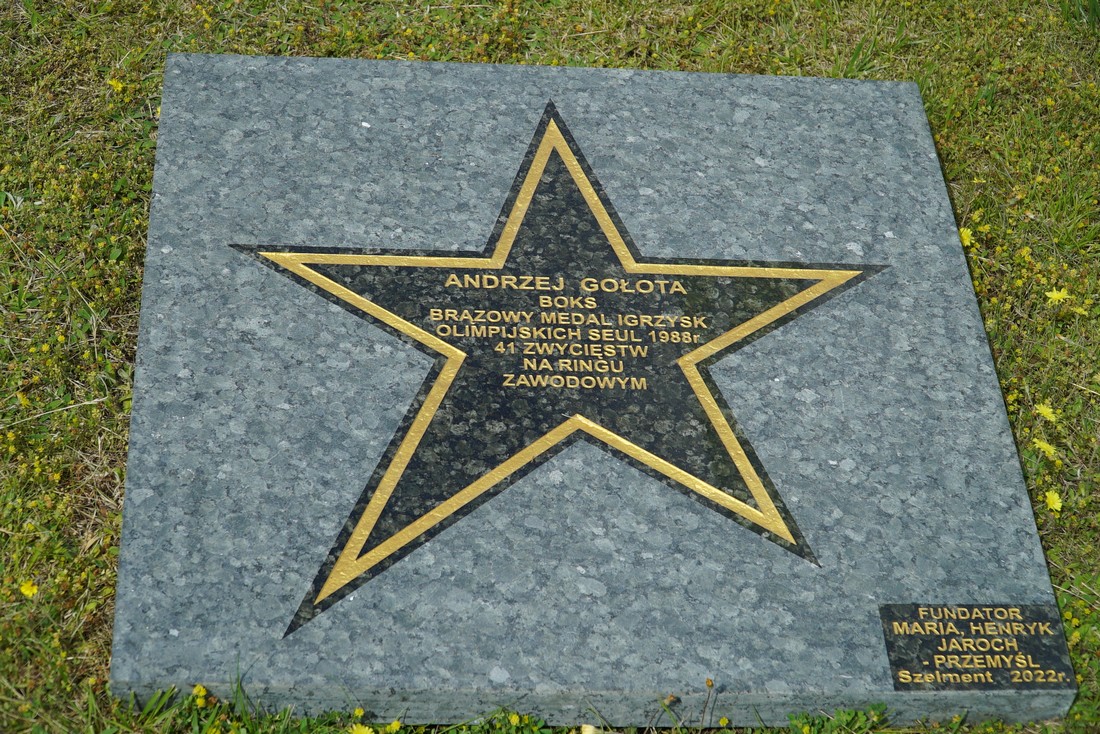 ANDRZEJ GOŁOTA
BOKS
BRĄZOWY MEDAL IGRZYSK
OLIMPIJSKICH SEUL 1988r.
41 ZWYCIĘSTW
NA RINGU
ZAWODOWYM
FUNDATOR
MARIA, HENRYK
JAROCH
- PRZEMYŚL
Szelment 2022r.